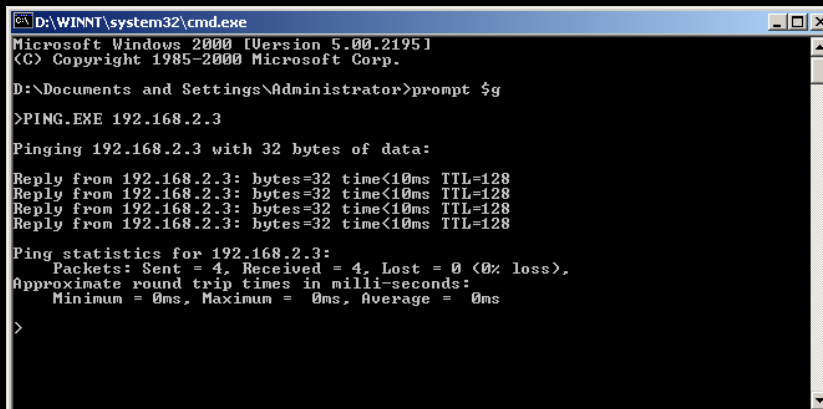 D:\WINNT\system32\cmd.exe
Microsoft Windows 2000 [Version 5.00.2195]
(C) Copyright 1985-2000 Microsoft Corp.
D:\Documents and Settings\Administrator>prompt $g
>PING.EXE 192.168.2.3
Pinging 192.168.2.3 with 32 bytes of data:
Reply from 192.168.2.3: bytes=32 time<10ms TTL=128
Reply from 192.168.2.3: bytes=32 time<10ms TTL=128
Reply from 192.168.2.3: bytes=32 time<10ms TTL=128
Reply from 192.168.2.3: bytes=32 time<10ms TTL=128
Ping statistics for 192.168.2.3:
    Packets: Sent = 4, Received = 4, Lost = 0 (0% loss),
Approximate round trip times in milli-seconds:
    Minimum = 0ms, Maximum =  0ms, Average =  0ms
>